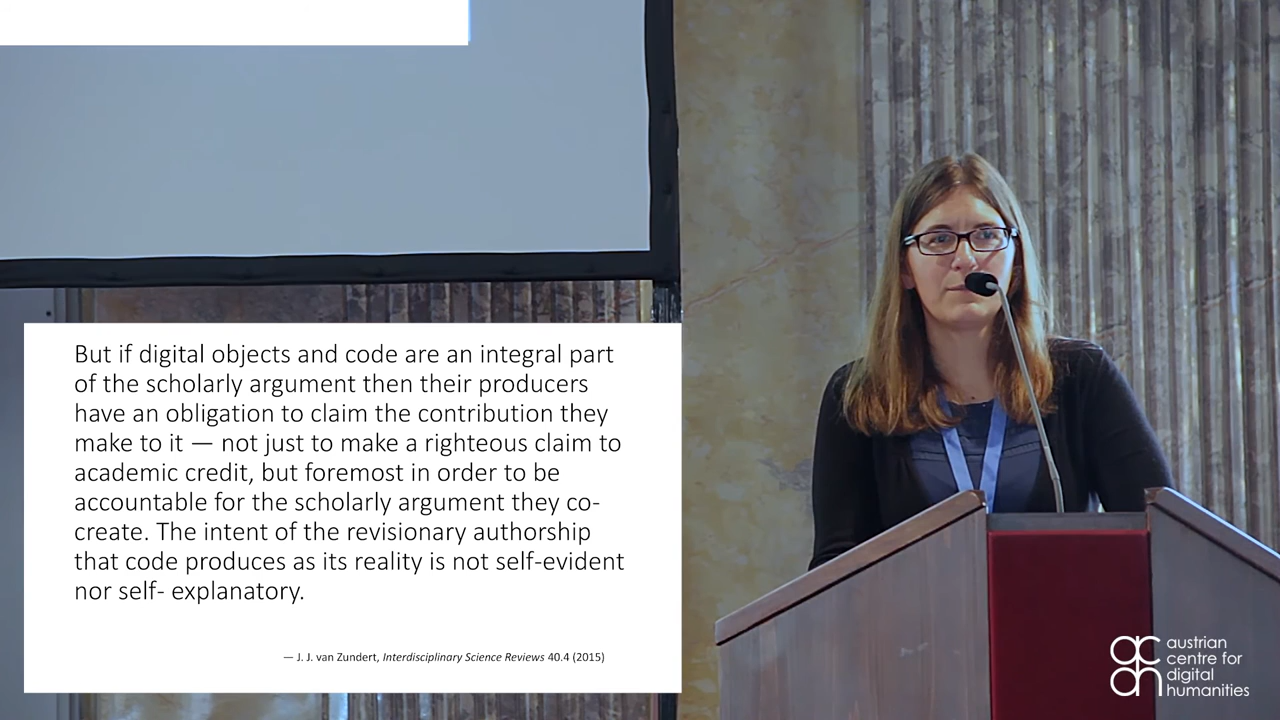 But if digital objects and code are an integral part
of the scholarly argument then their producers
have an obligation to claim the contribution they
make to it — not just to make a righteous claim to
academic credit, but foremost in order to be
accountable for the scholarly argument they co-
create. The intent of the revisionary authorship
that code produces as its reality is not self-evident
nor self- explanatory.
— J. J. van Zundert, Interdisciplinary Science Reviews 40.4 (2015)
ac
dh
austrian
centre for
digital
humanities